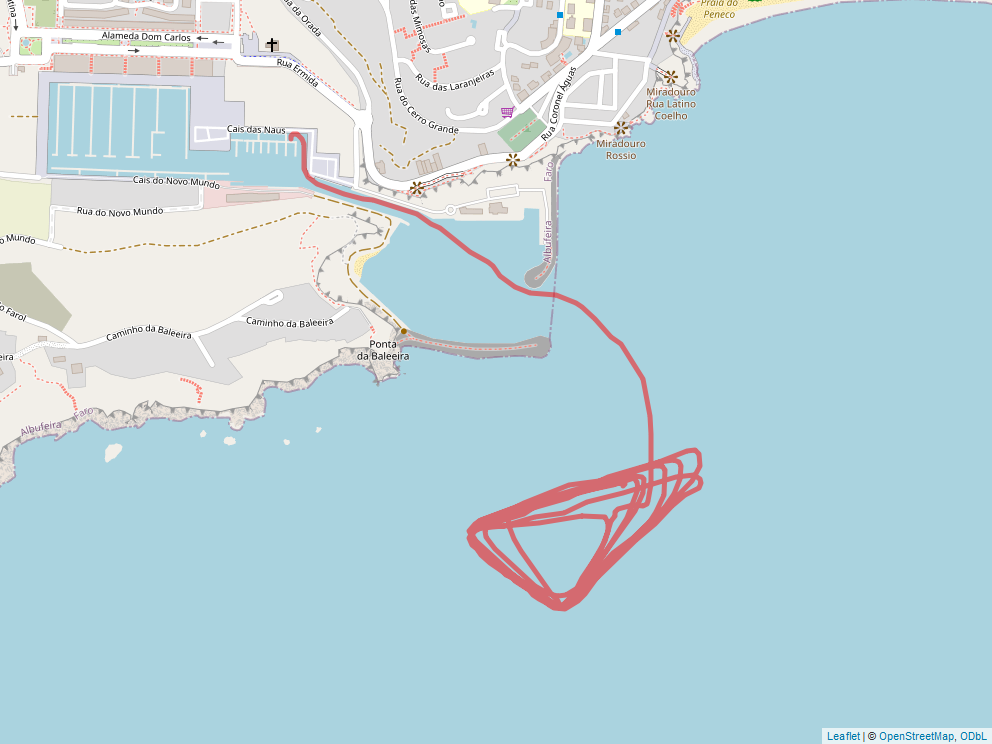 Praia do
Peneco
Alameda Dom Carlos
Rua da Orada
das Mimosas
Rua Ermida
Rua das Laranjeiras
Rua do Cerro Grande
Rua Coronel Águas
Miradouro
Rua Latino
Coelho
Miradouro
Rossio
Cais das Naus
Cais do Novo Mundo
Rua do Novo Mundo
o Mundo
Faro
Albufeira
o Farol
Caminho da Baleeira
Caminho da Baleeira
eira
Ponta
da Baleeira
Albufeira
Faro
Leaflet | © OpenStreetMap, ODbL